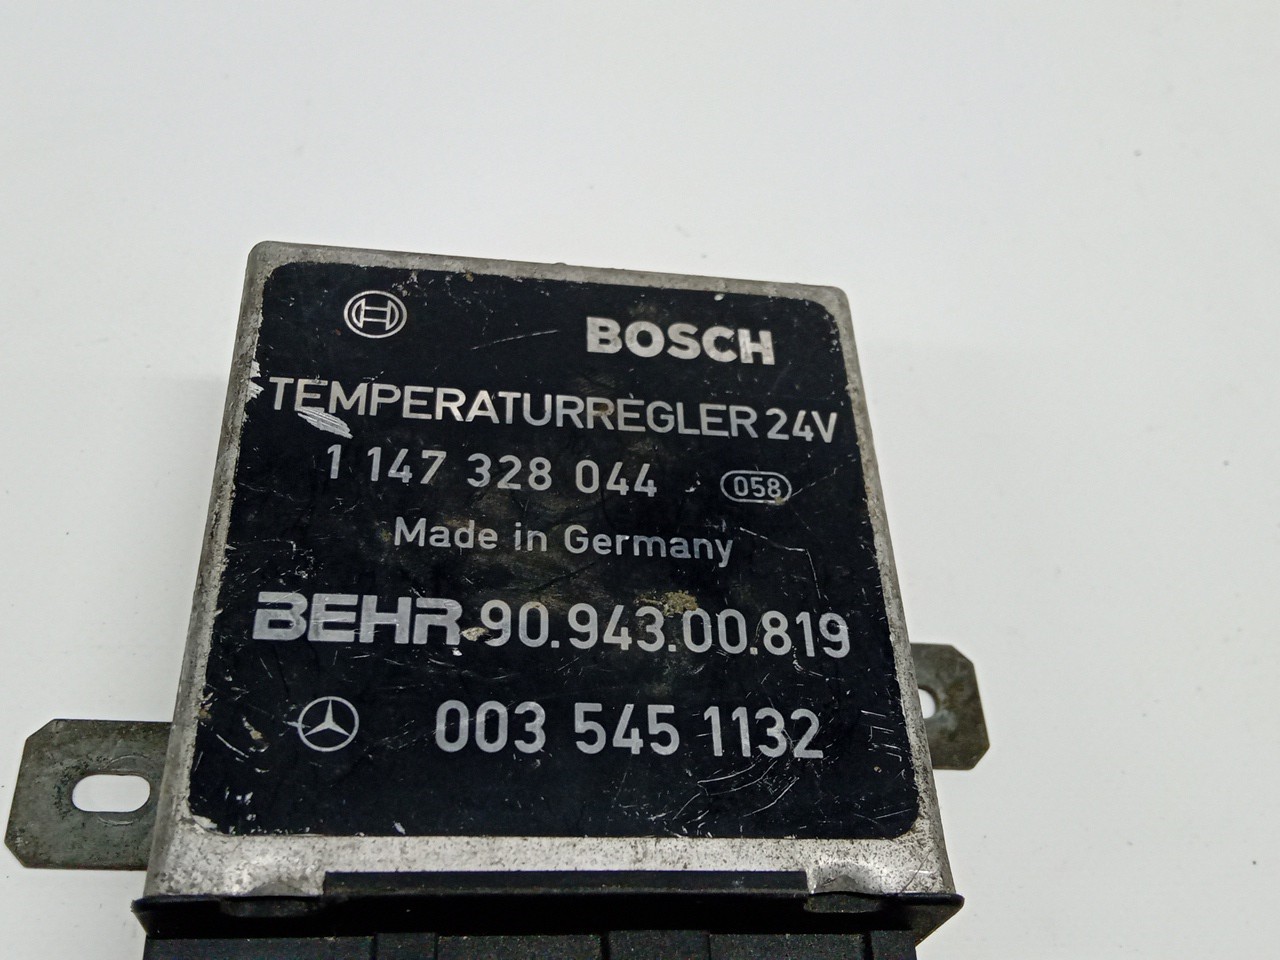 BOSCH
TEMPERATURREGLER 24V
1 147 328 044 058
Made in Germany
BEHR 90.943.00.819
003 545 1132